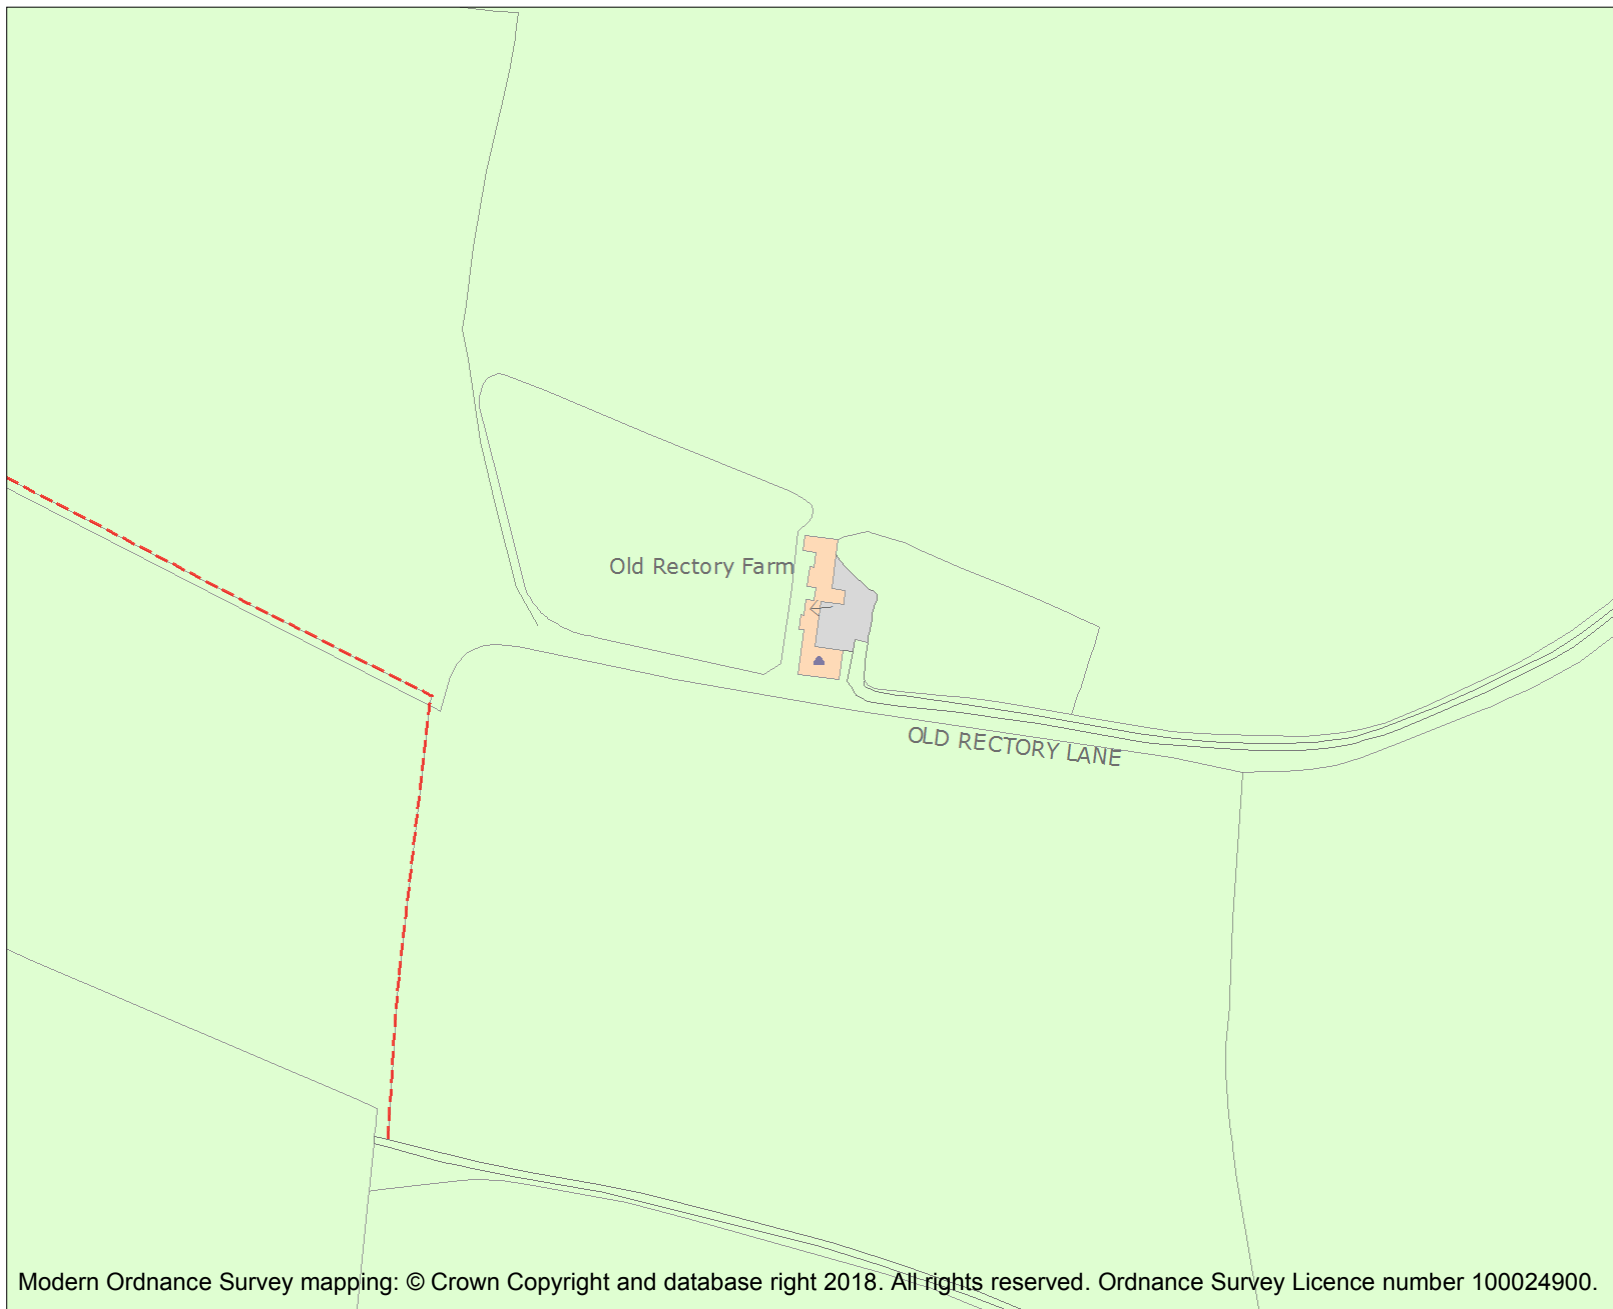 Old Rectory Farm
OLD RECTORY LANE
Modern Ordnance Survey mapping: © Crown Copyright and database right 2018. All rights reserved. Ordnance Survey Licence number 100024900.